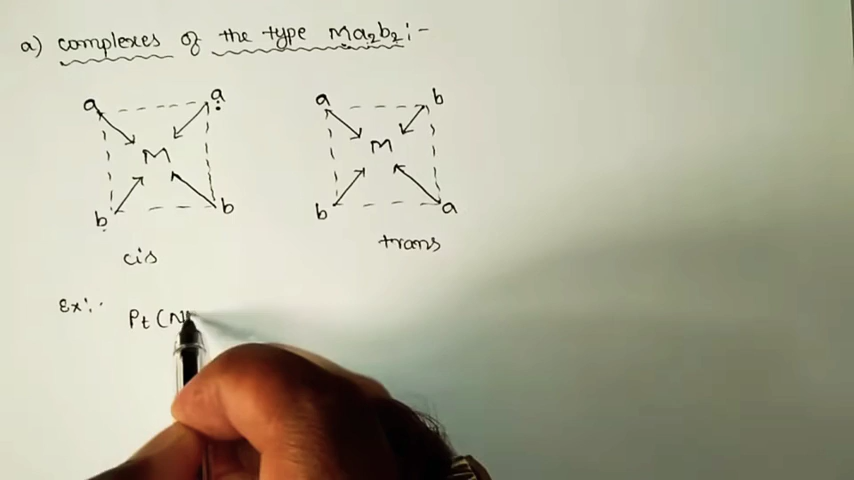 a) complexes of the type Ma₂b₂:-
a a a b
M M
b b b a
cis trans
Ex:- Pt(N